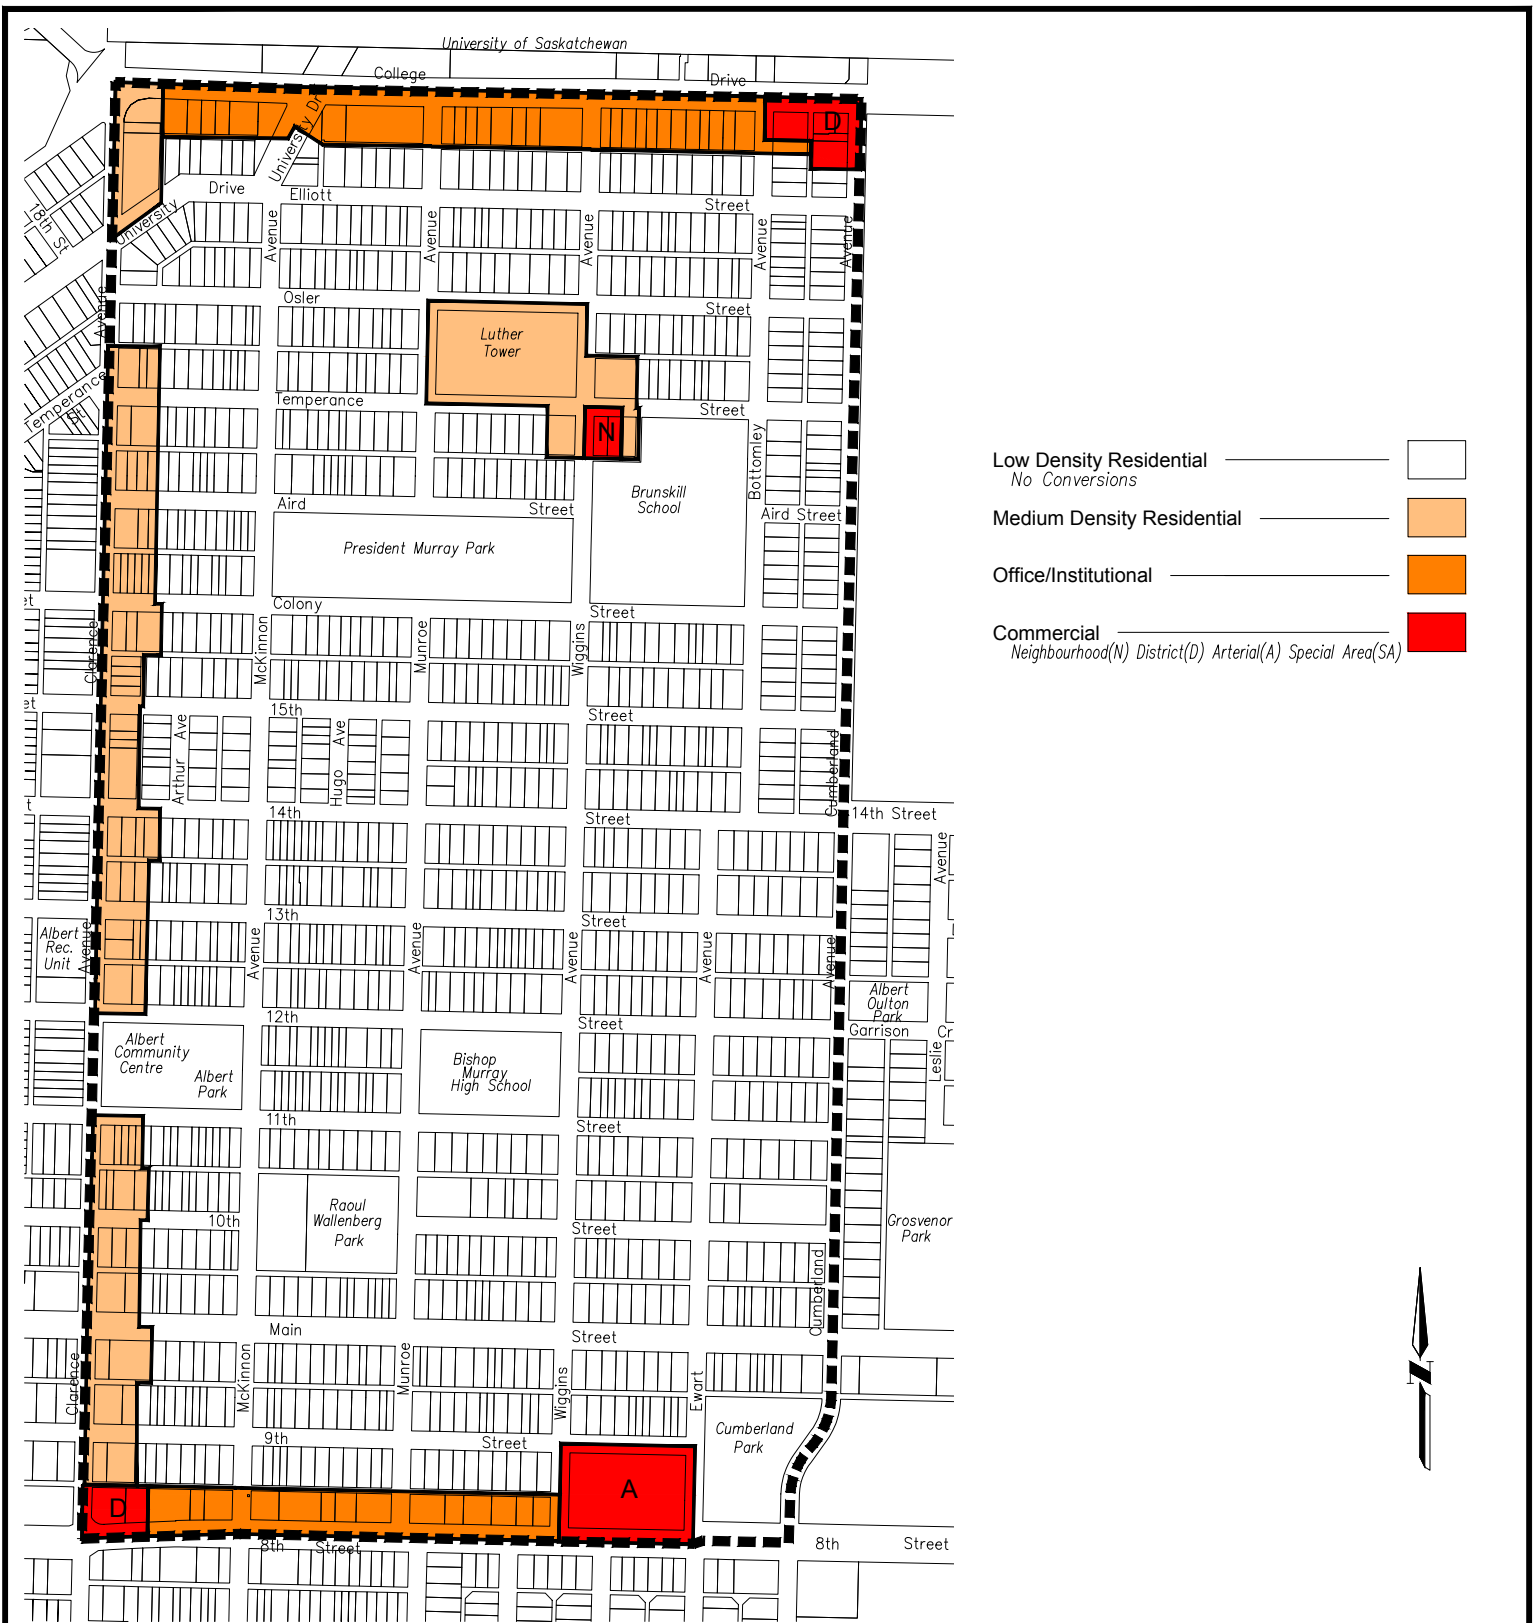 University of Saskatchewan
College
Drive
D
University Dr
Drive
Elliott
Street
18th St
University
Avenue
Avenue
Avenue
Avenue
Avenue
Osler
Street
Avenue
Luther
Tower
Temperance
St
Temperance
Street
N
Bottomley
Brunskill
School
Aird
Street
Aird Street
President Murray Park
Colony
Street
et
Clarence
McKinnon
Munroe
Wiggins
et
15th
Street
Arthur Ave
Hugo Ave
Cumberland
t
14th
Street
14th Street
Avenue
13th
Street
Albert
Rec.
Unit
Avenue
Avenue
Avenue
Avenue
Avenue
Avenue
Albert
Oulton
Park
12th
Street
Garrison
Cr
Leslie
Albert
Community
Centre
Albert
Park
Bishop
Murray
High School
11th
Street
Raoul
Wallenberg
Park
10th
Street
Grosvenor
Park
Cumberland
Main
Street
Clarence
McKinnon
Munroe
Wiggins
Ewart
Cumberland
Park
9th
Street
A
D
8th
Street
8th
Street
Low Density Residential
No Conversions
Medium Density Residential
Office/Institutional
Commercial
Neighbourhood(N) District(D) Arterial(A) Special Area(SA)
N